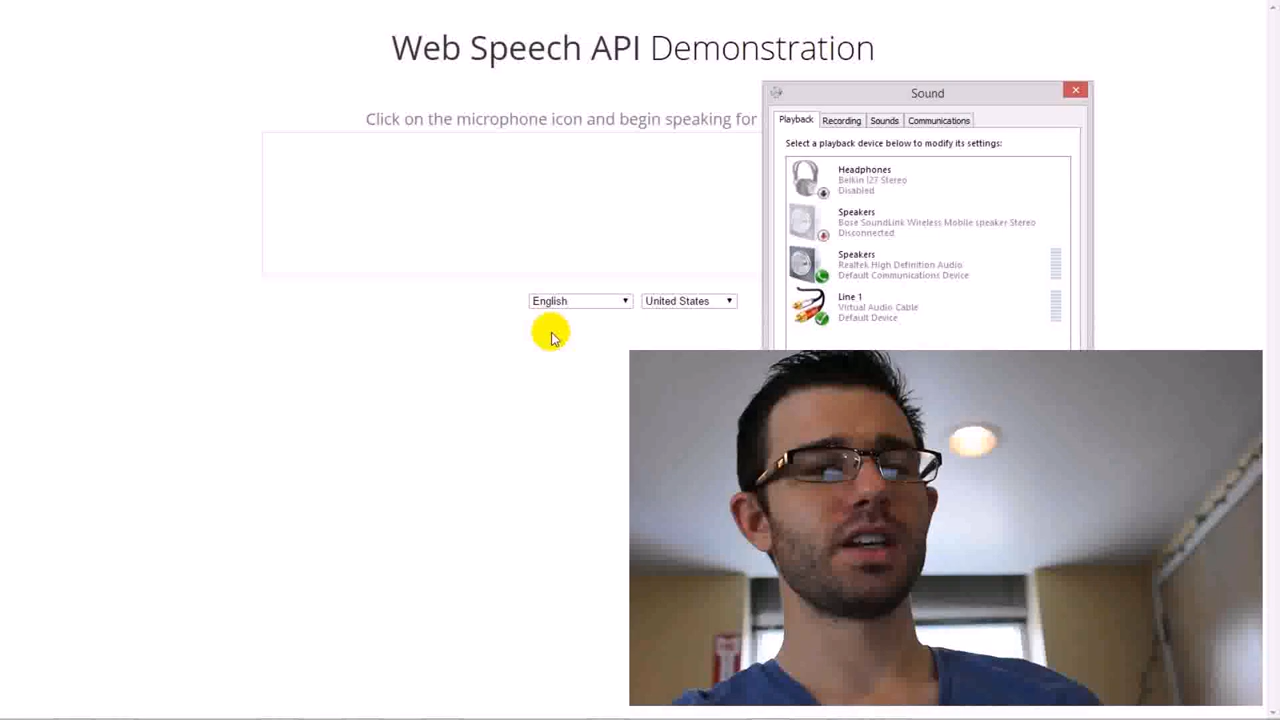 Web Speech API Demonstration
Click on the microphone icon and begin speaking for
English
United States
Sound
Playback
Recording
Sounds
Communications
Select a playback device below to modify its settings:
Headphones
Belkin I27 Stereo
Disabled
Speakers
Bose SoundLink Wireless Mobile speaker Stereo
Disconnected
Speakers
Realtek High Definition Audio
Default Communications Device
Line 1
Virtual Audio Cable
Default Device